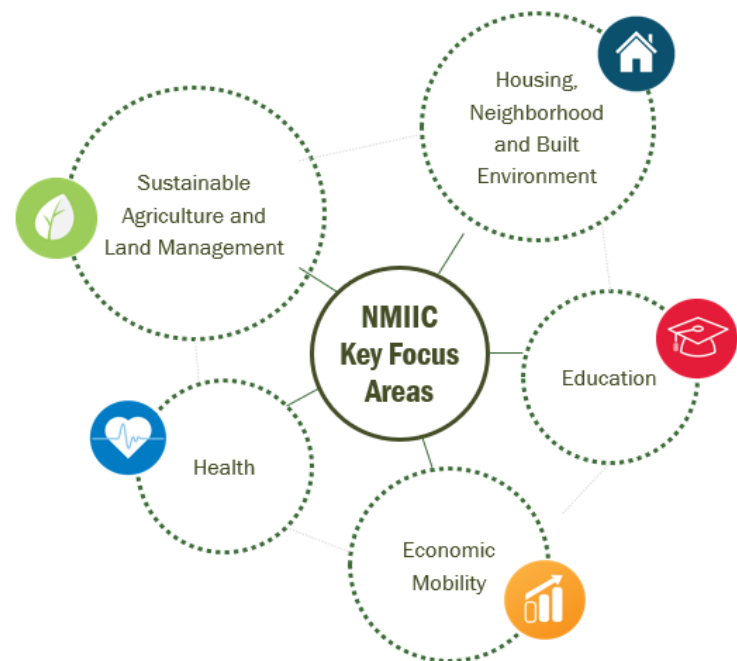 Housing,
Neighborhood
and Built
Environment
Sustainable
Agriculture and
Land Management
NMIIC
Key Focus
Areas
Education
Health
Economic
Mobility